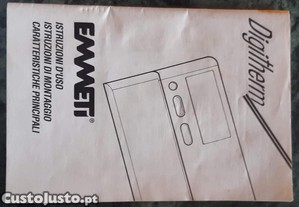 Digitherm
EMMETI
ISTRUZIONI D'USO
ISTRUZIONI DI MONTAGGIO
CARATTERISTICHE PRINCIPALI
CustoJusto.pt